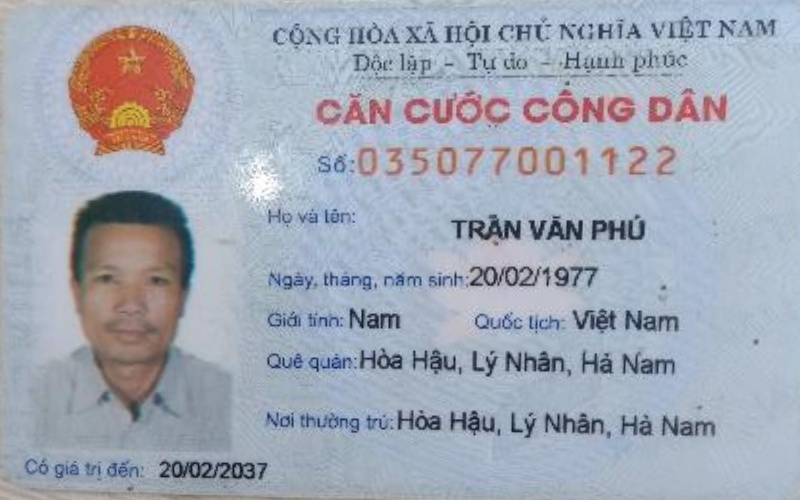 CỘNG HÒA XÃ HỘI CHỦ NGHĨA VIỆT NAM
Độc lập - Tự do - Hạnh phúc
CĂN CƯỚC CÔNG DÂN
Số: 035077001122
Họ và tên: TRẦN VĂN PHÚ
Ngày, tháng, năm sinh: 20/02/1977
Giới tính: Nam Quốc tịch: Việt Nam
Quê quán: Hòa Hậu, Lý Nhân, Hà Nam
Nơi thường trú: Hòa Hậu, Lý Nhân, Hà Nam
Có giá trị đến: 20/02/2037